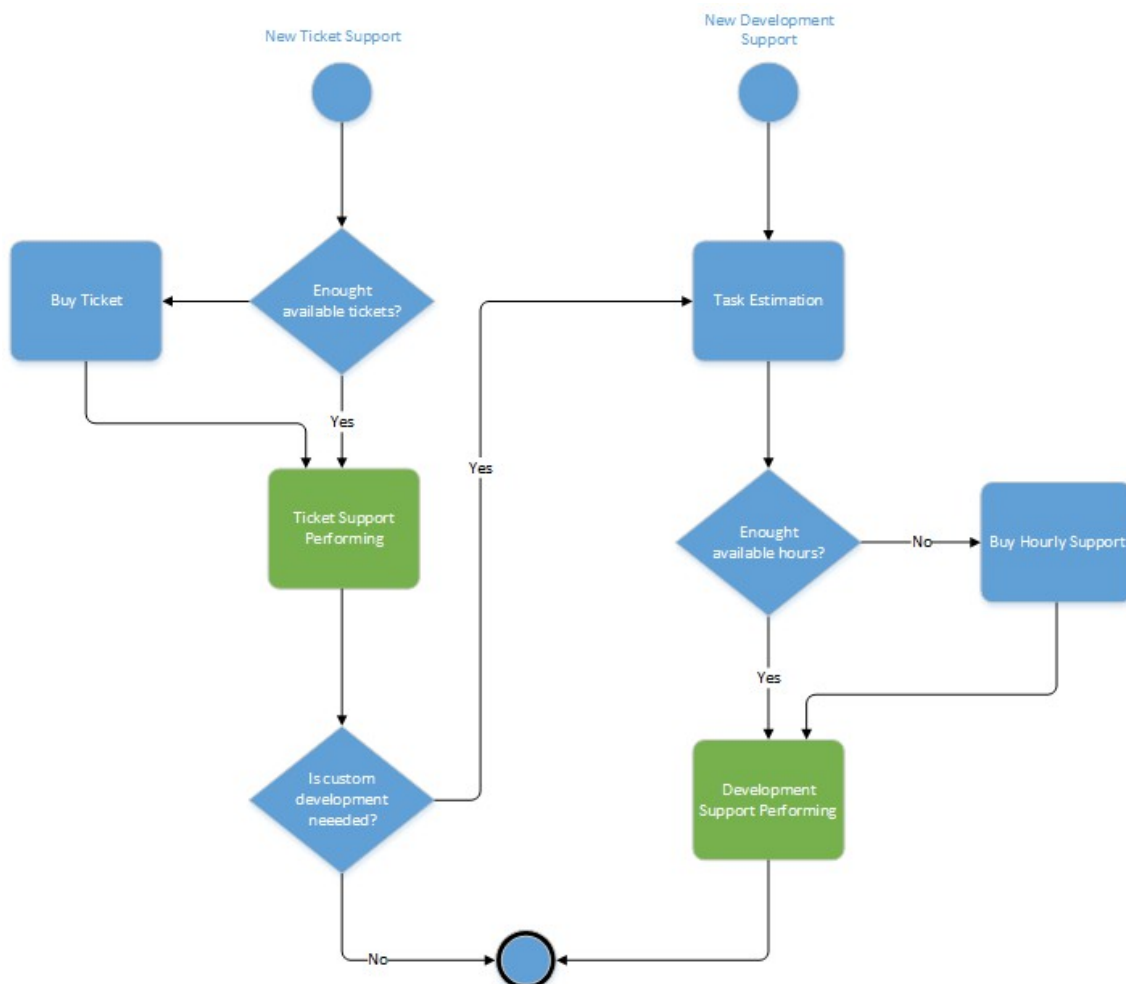 New Ticket Support
New Development
Support
Buy Ticket
Enought
available tickets?
Task Estimation
Yes
Yes
Ticket Support
Performing
Enought
available hours?
No
Buy Hourly Support
Yes
Is custom
development
neeeded?
Development
Support Performing
No